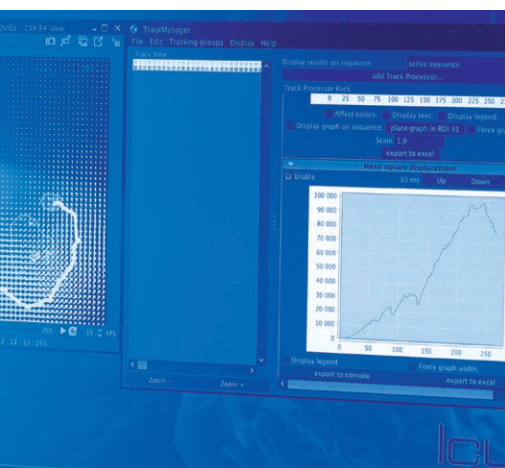 OVIES - 25X 54' view
265
15
FPS
TrackManager
File Edit Tracking groups Display Help
Track View
Zoom -
Zoom +
Display results on sequence:
active sequence
add Track Processor...
Track Processor Rack
0 25 50 75 100 125 150 175 200 225 250
Affect colors. Display text. Display legend.
Display graph on sequence. place graph in ROI #1 Force gra
Scale 1.0
export to excel
Mean square displacement
Enable
10 ms Up Down
100 000
90 000
80 000
70 000
60 000
50 000
40 000
30 000
20 000
10 000
0
0 50 100 150 200 250
Display legend.
Force graph width.
export to console
export to excel